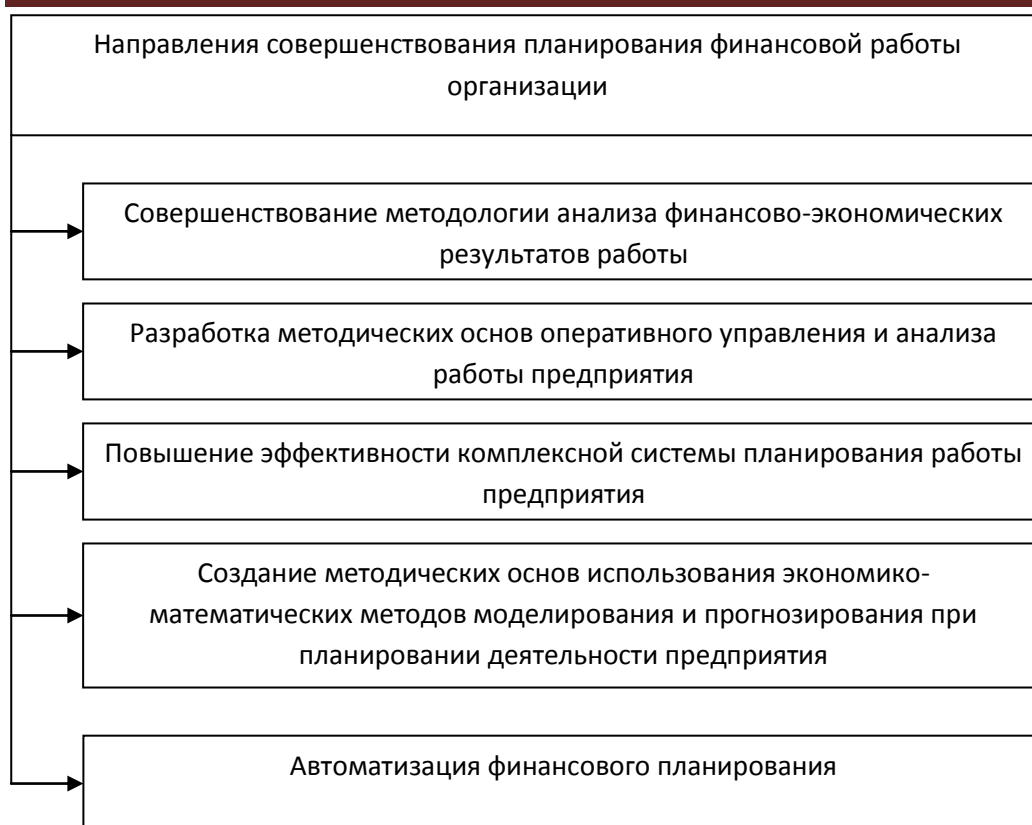 Направления совершенствования планирования финансовой работы
организации
Совершенствование методологии анализа финансово-экономических
результатов работы
Разработка методических основ оперативного управления и анализа
работы предприятия
Повышение эффективности комплексной системы планирования работы
предприятия
Создание методических основ использования экономико-
математических методов моделирования и прогнозирования при
планировании деятельности предприятия
Автоматизация финансового планирования